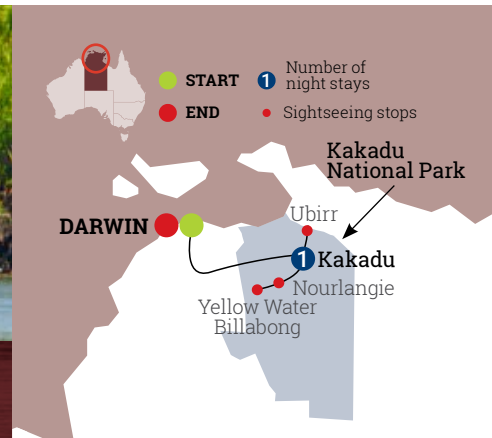 START
END
1
Number of
night stays
Sightseeing stops
Kakadu
National Park
DARWIN
Ubirr
1
Kakadu
Nourlangie
Yellow Water
Billabong